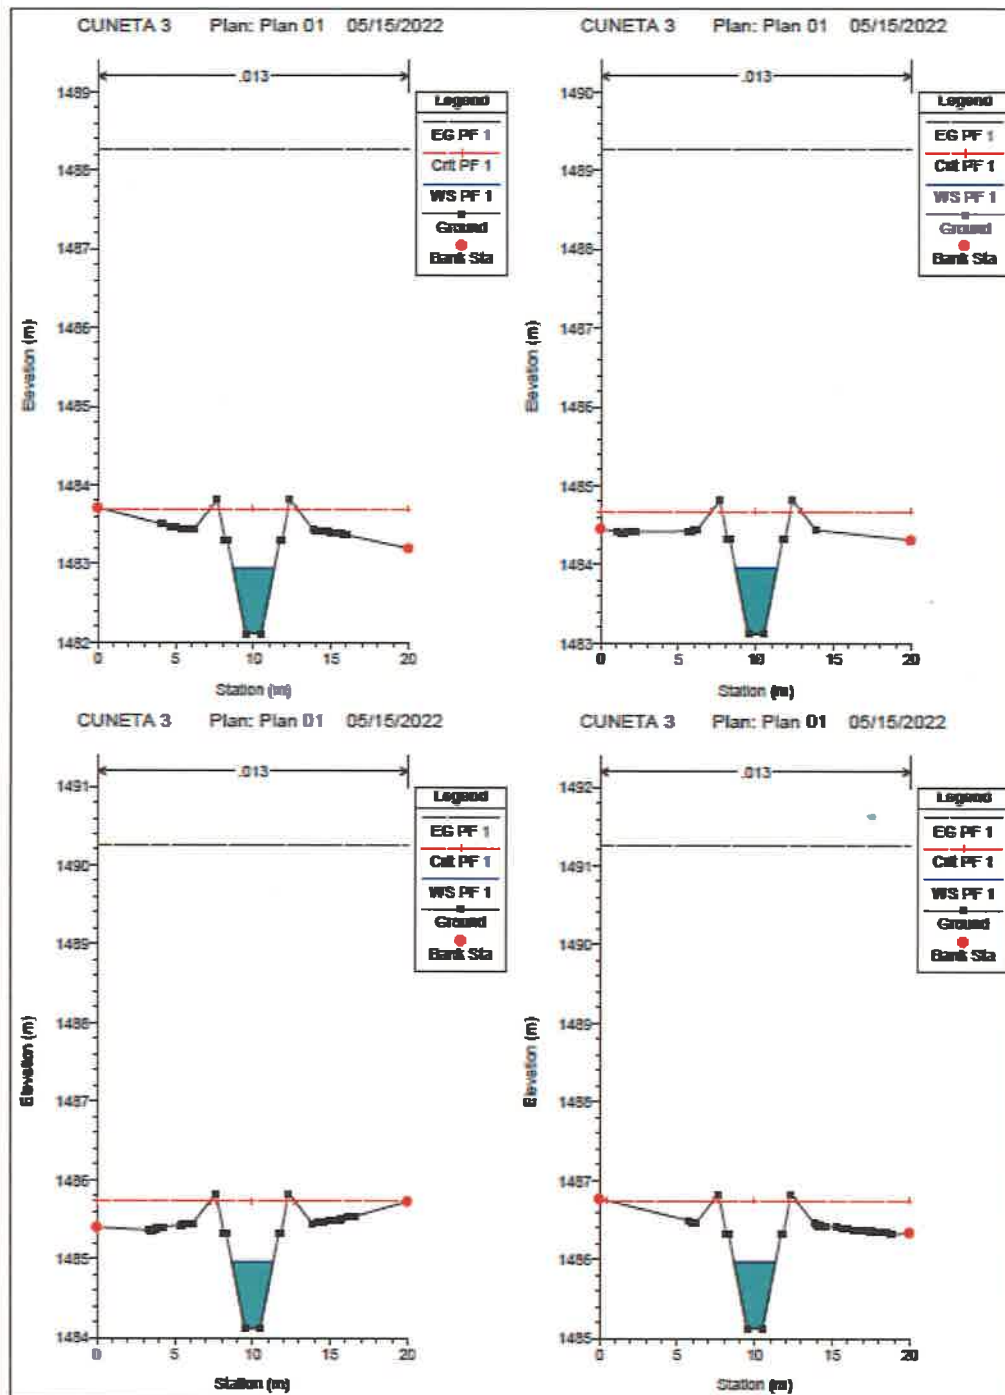 CUNETA 3 Plan: Plan 01 05/15/2022
.013
1489
1488
1487
1486
1485
1484
1483
1482
Elevation (m)
0 5 10 15 20
Station (m)
Legend
EG PF 1
Crit PF 1
WS PF 1
Ground
Bank Sta
CUNETA 3 Plan: Plan 01 05/15/2022
.013
1490
1489
1488
1487
1486
1485
1484
1483
Elevation (m)
0 5 10 15 20
Station (m)
Legend
EG PF 1
Crit PF 1
WS PF 1
Ground
Bank Sta
CUNETA 3 Plan: Plan 01 05/15/2022
.013
1491
1490
1489
1488
1487
1486
1485
1484
Elevation (m)
0 5 10 15 20
Station (m)
Legend
EG PF 1
Crit PF 1
WS PF 1
Ground
Bank Sta
CUNETA 3 Plan: Plan 01 05/15/2022
.013
1492
1491
1490
1489
1488
1487
1486
1485
Elevation (m)
0 5 10 15 20
Station (m)
Legend
EG PF 1
Crit PF 1
WS PF 1
Ground
Bank Sta